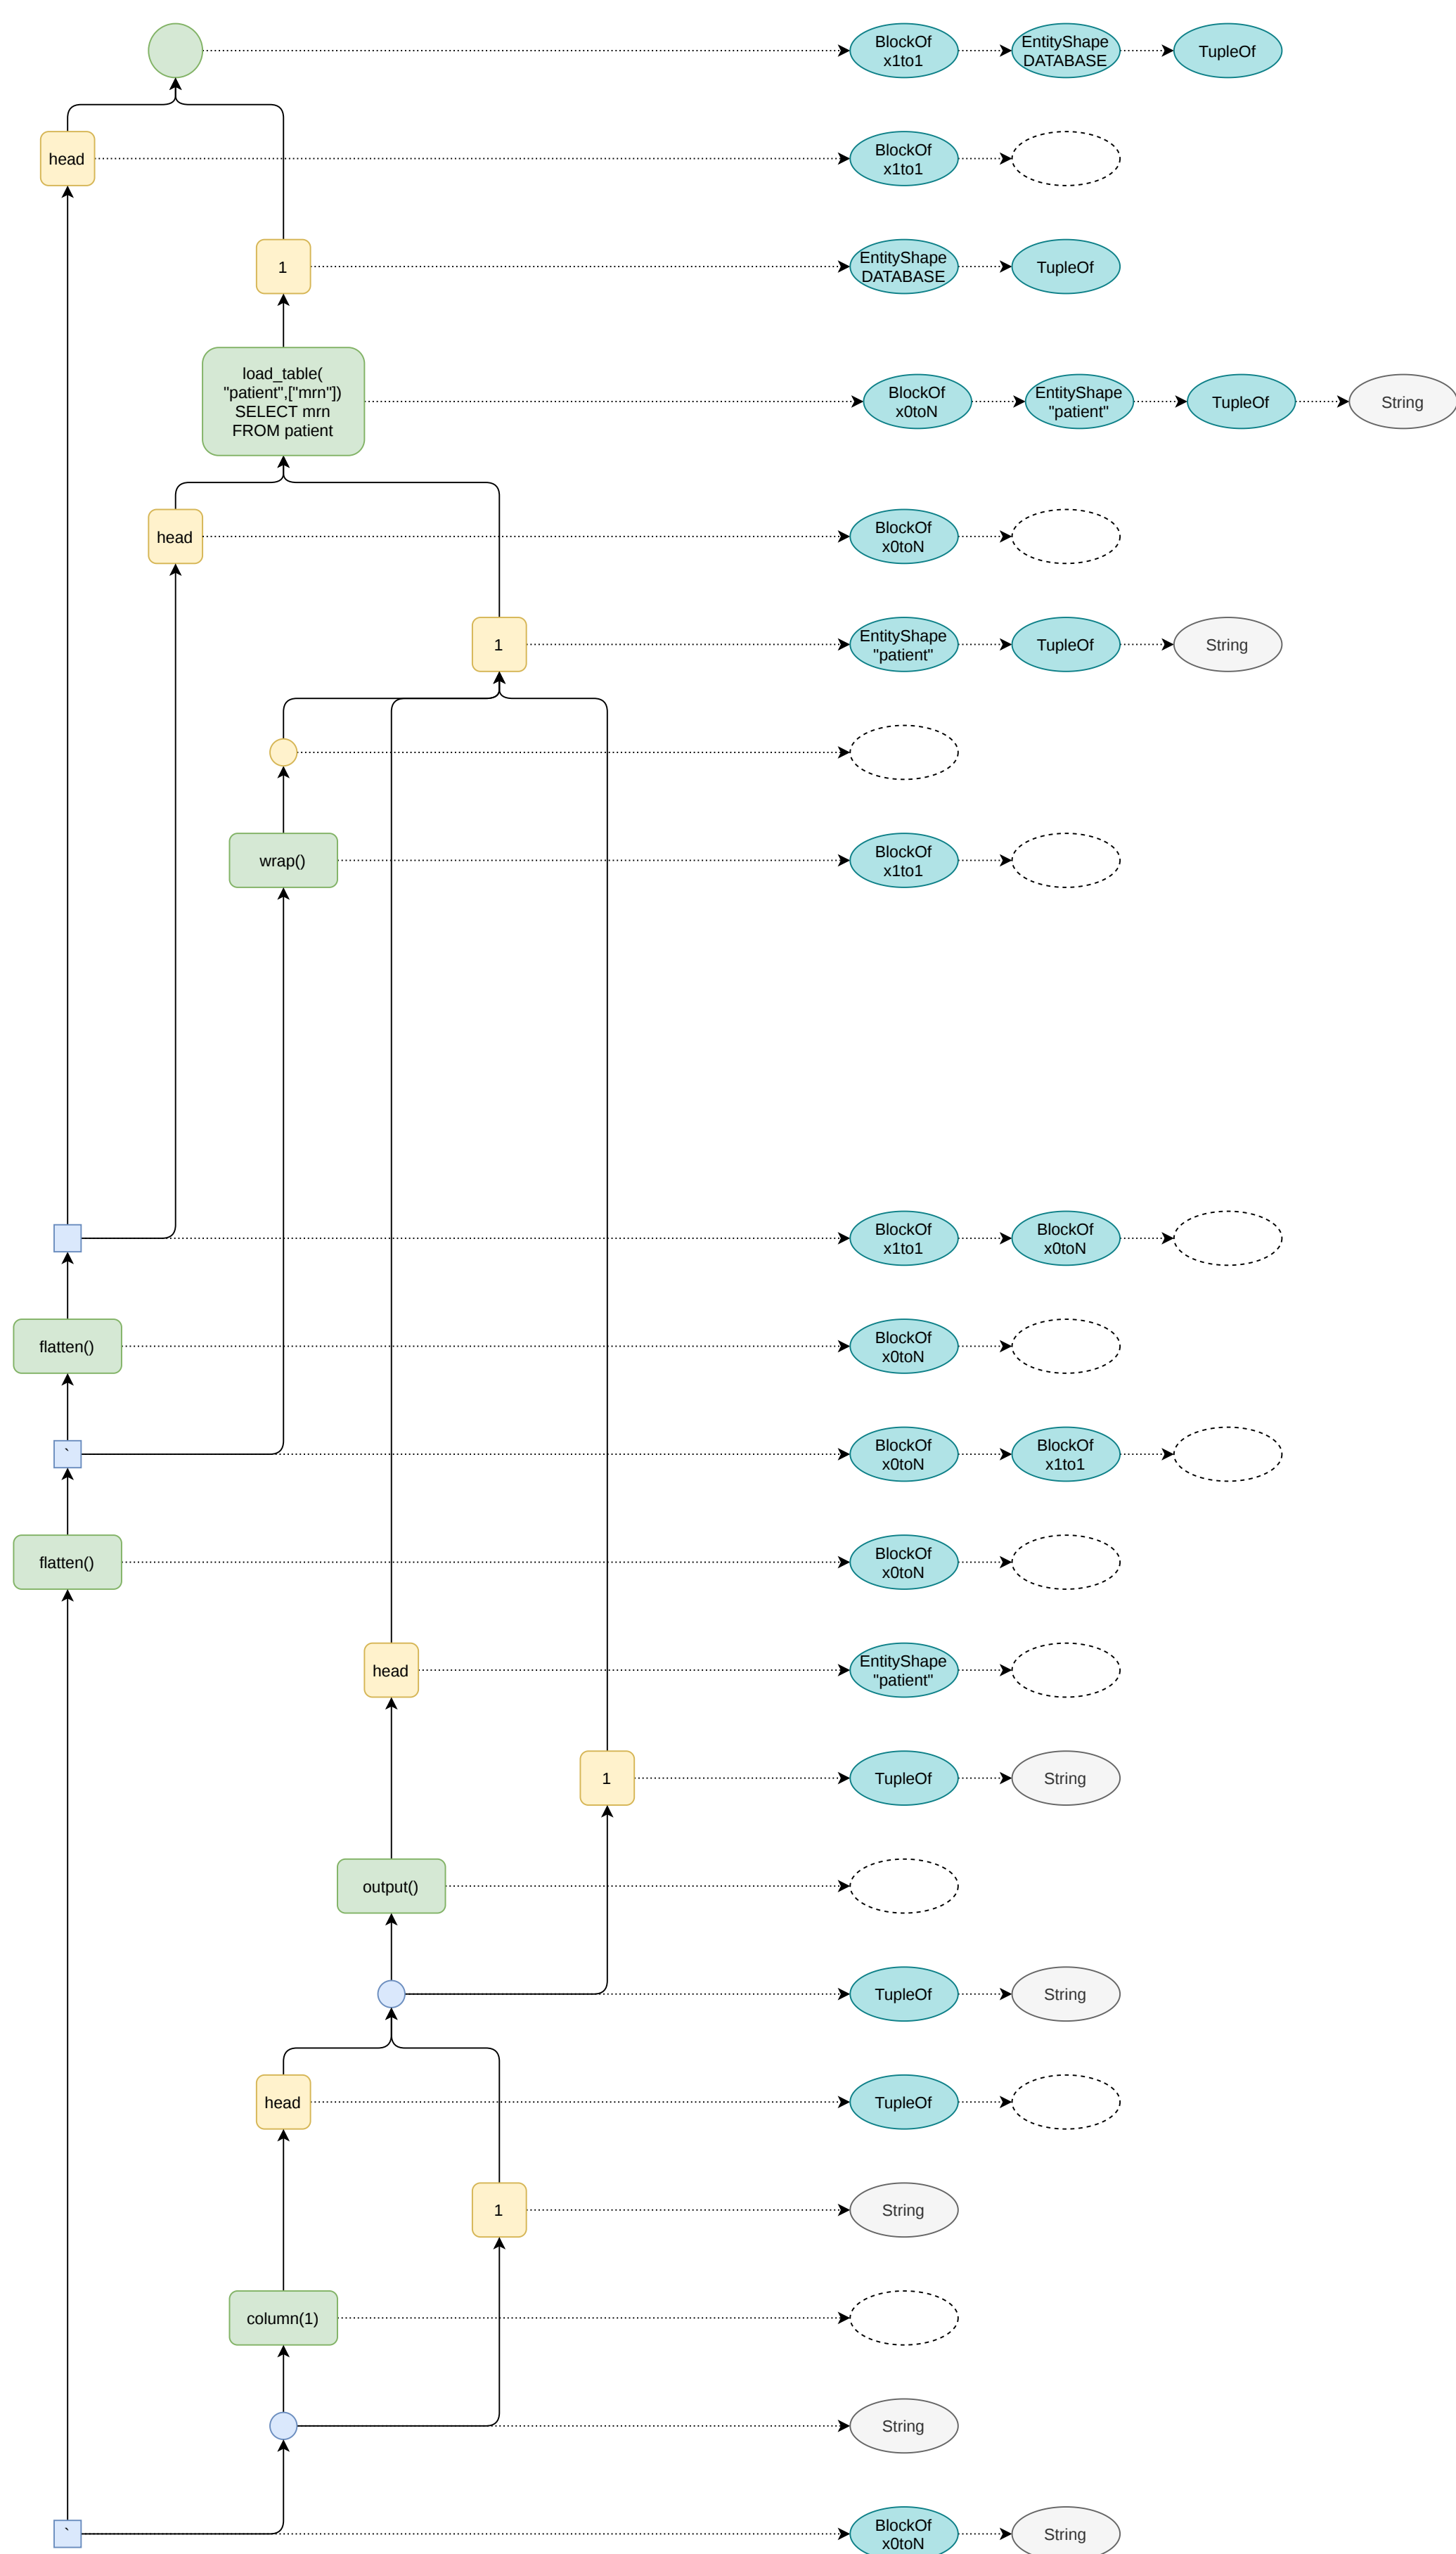 BlockOf
x1to1
EntityShape
DATABASE
TupleOf
head
BlockOf
x1to1
1
EntityShape
DATABASE
TupleOf
load_table(
"patient",["mrn"])
SELECT mrn
FROM patient
BlockOf
x0toN
EntityShape
"patient"
TupleOf
String
head
BlockOf
x0toN
1
EntityShape
"patient"
TupleOf
String
wrap()
BlockOf
x1to1
BlockOf
x1to1
BlockOf
x0toN
flatten()
BlockOf
x0toN
`
BlockOf
x0toN
BlockOf
x1to1
flatten()
BlockOf
x0toN
head
EntityShape
"patient"
1
TupleOf
String
output()
TupleOf
String
head
TupleOf
1
String
column(1)
String
`
BlockOf
x0toN
String